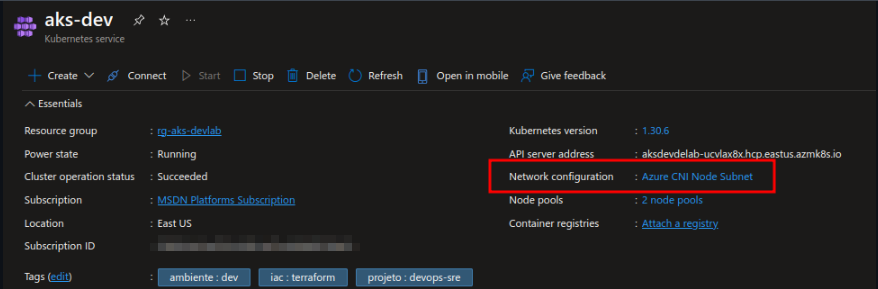 aks-dev
Kubernetes service
Create Connect Start Stop Delete Refresh Open in mobile Give feedback
Essentials
Resource group : rg-aks-devlab
Power state : Running
Cluster operation status : Succeeded
Subscription : MSDN Platforms Subscription
Location : East US
Subscription ID :
Kubernetes version : 1.30.6
API server address : aksdevdelab-ucvlax8x.hcp.eastus.azmk8s.io
Network configuration : Azure CNI Node Subnet
Node pools : 2 node pools
Container registries : Attach a registry
Tags (edit) : ambiente : dev iac : terraform projeto : devops-sre